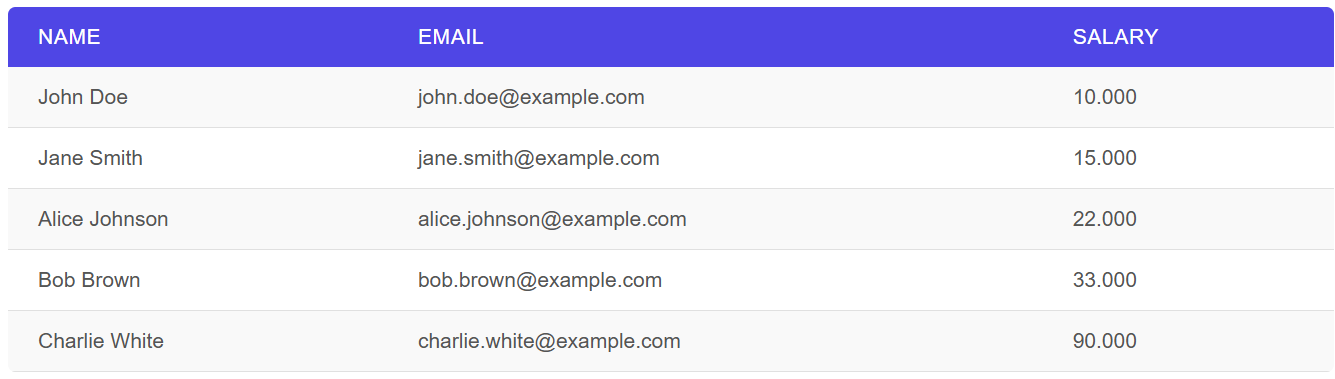 NAME EMAIL SALARY
John Doe john.doe@example.com 10.000
Jane Smith jane.smith@example.com 15.000
Alice Johnson alice.johnson@example.com 22.000
Bob Brown bob.brown@example.com 33.000
Charlie White charlie.white@example.com 90.000